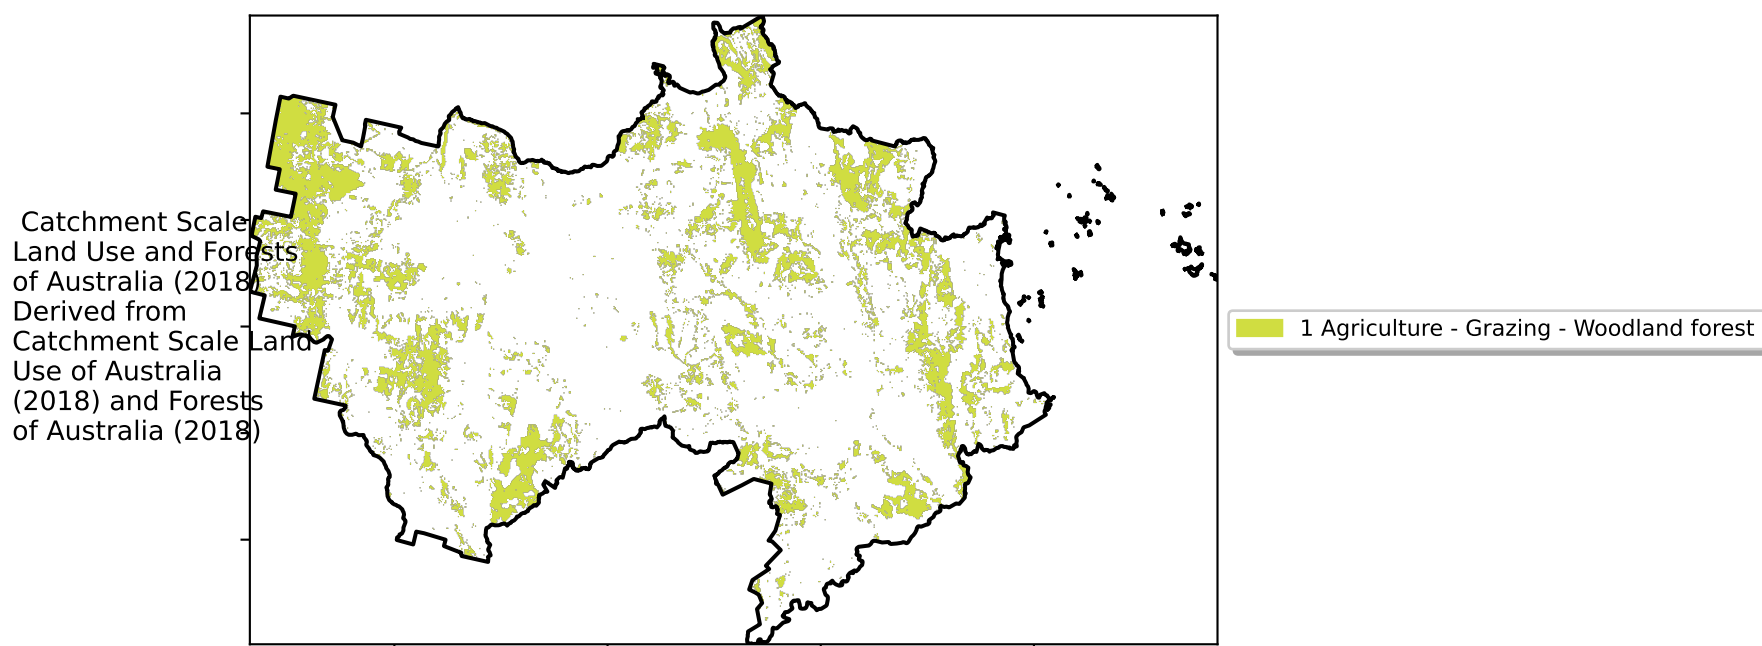 Catchment Scale
Land Use and Forests
of Australia (2018)
Derived from
Catchment Scale Land
Use of Australia
(2018) and Forests
of Australia (2018)
1 Agriculture - Grazing - Woodland forest